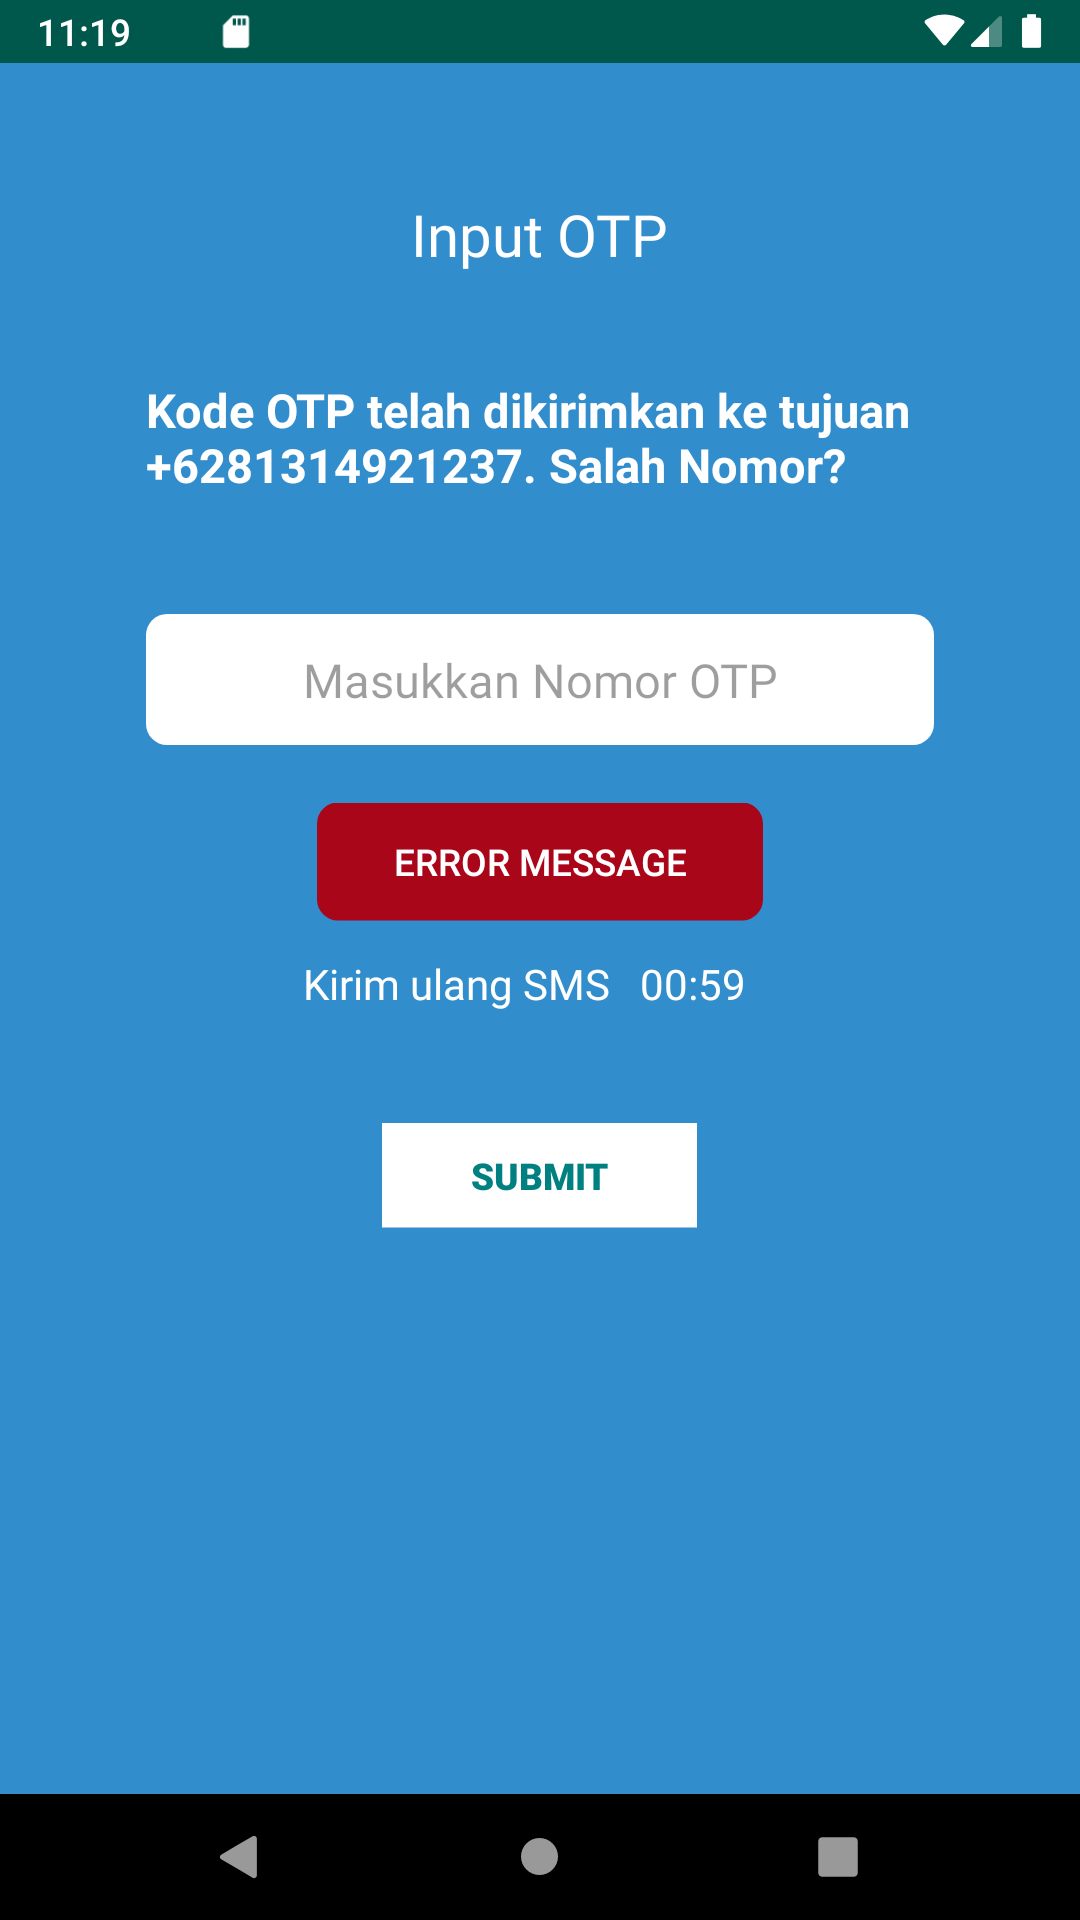 11:19
Input OTP
Kode OTP telah dikirimkan ke tujuan
+6281314921237. Salah Nomor?
Masukkan Nomor OTP
ERROR MESSAGE
Kirim ulang SMS 00:59
SUBMIT